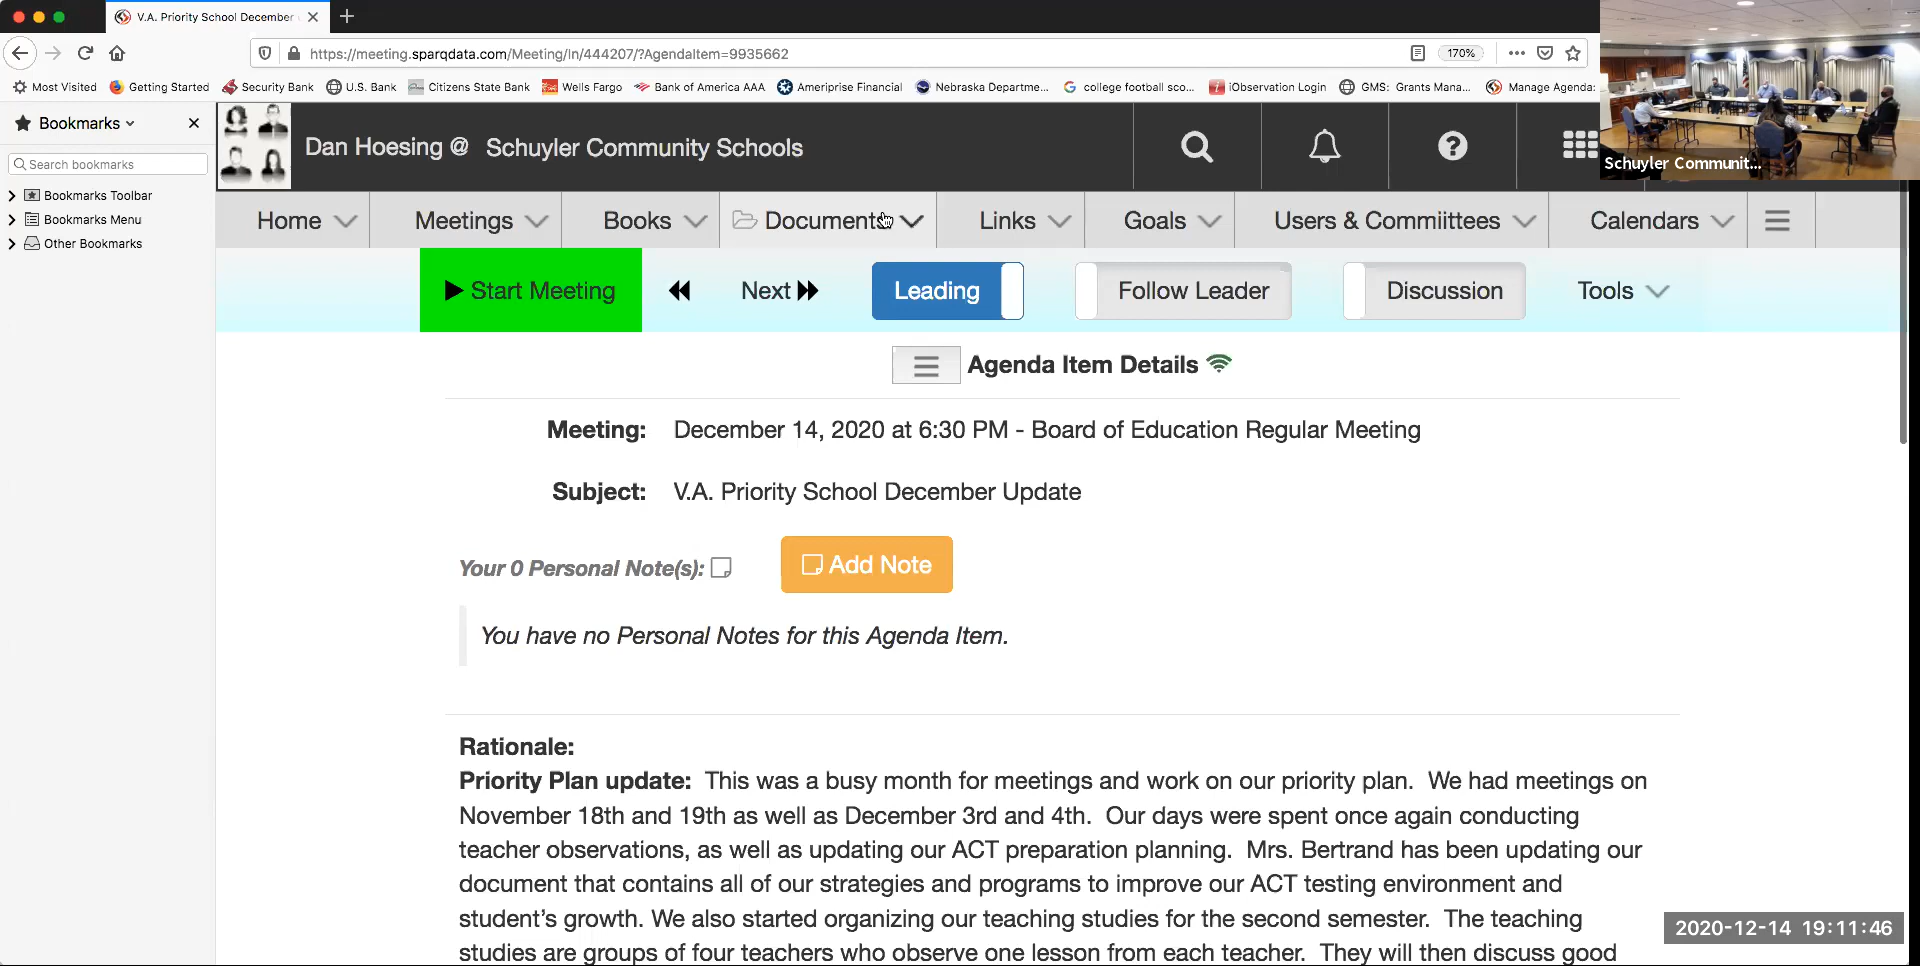 V.A. Priority School December
https://meeting.sparqdata.com/Meeting/In/444207/?AgendaItem=9935662
170%
Most Visited
Getting Started
Security Bank
U.S. Bank
Citizens State Bank
Wells Fargo
Bank of America AAA
Ameriprise Financial
Nebraska Departme...
college football sco...
iObservation Login
GMS: Grants Mana...
Manage Agenda:
Bookmarks
Search bookmarks
Bookmarks Toolbar
Bookmarks Menu
Other Bookmarks
Dan Hoesing @ Schuyler Community Schools
Schuyler Communit...
Home
Meetings
Books
Documents
Links
Goals
Users & Commiittees
Calendars
Start Meeting
Next
Leading
Follow Leader
Discussion
Tools
Agenda Item Details
Meeting: December 14, 2020 at 6:30 PM - Board of Education Regular Meeting
Subject: V.A. Priority School December Update
Your 0 Personal Note(s):
Add Note
You have no Personal Notes for this Agenda Item.
Rationale:
Priority Plan update: This was a busy month for meetings and work on our priority plan. We had meetings on
November 18th and 19th as well as December 3rd and 4th. Our days were spent once again conducting
teacher observations, as well as updating our ACT preparation planning. Mrs. Bertrand has been updating our
document that contains all of our strategies and programs to improve our ACT testing environment and
student's growth. We also started organizing our teaching studies for the second semester. The teaching
studies are groups of four teachers who observe one lesson from each teacher. They will then discuss good
2020-12-14 19:11:46